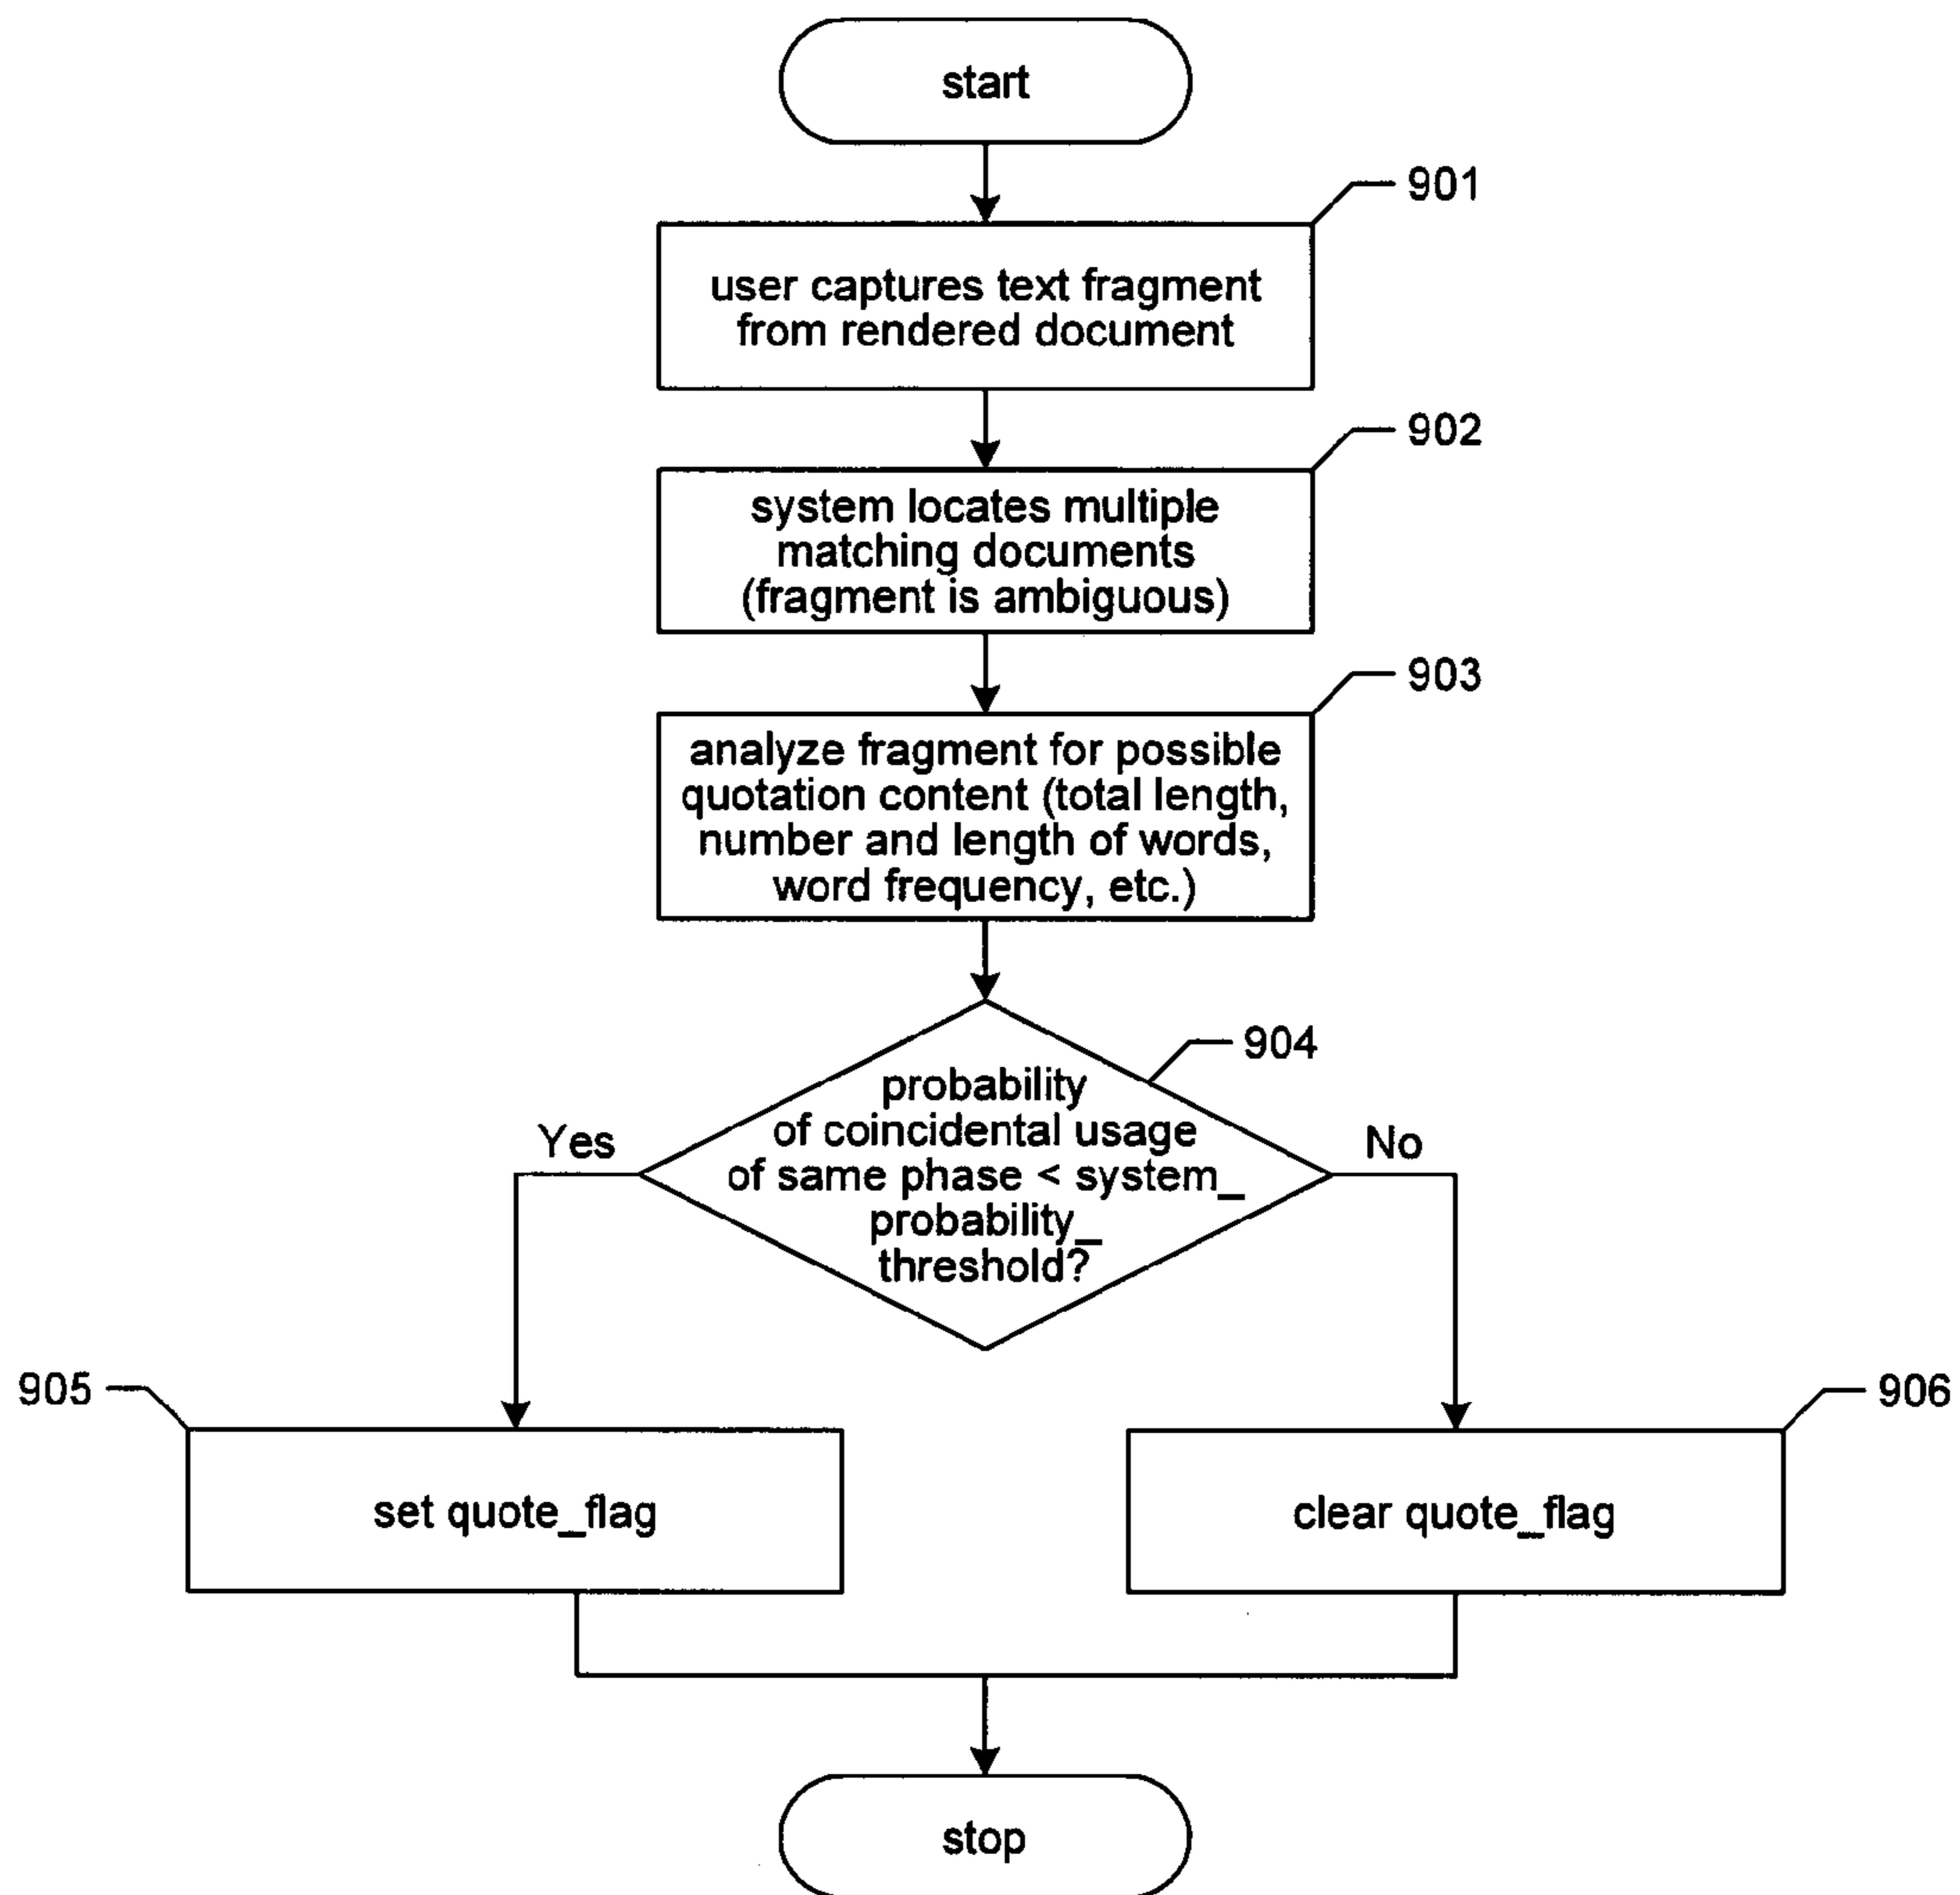 start
901
user captures text fragment
from rendered document
902
system locates multiple
matching documents
(fragment is ambiguous)
903
analyze fragment for possible
quotation content (total length,
number and length of words,
word frequency, etc.)
904
probability
of coincidental usage
of same phase < system_
probability_
threshold?
Yes
No
905
set quote_flag
906
clear quote_flag
stop